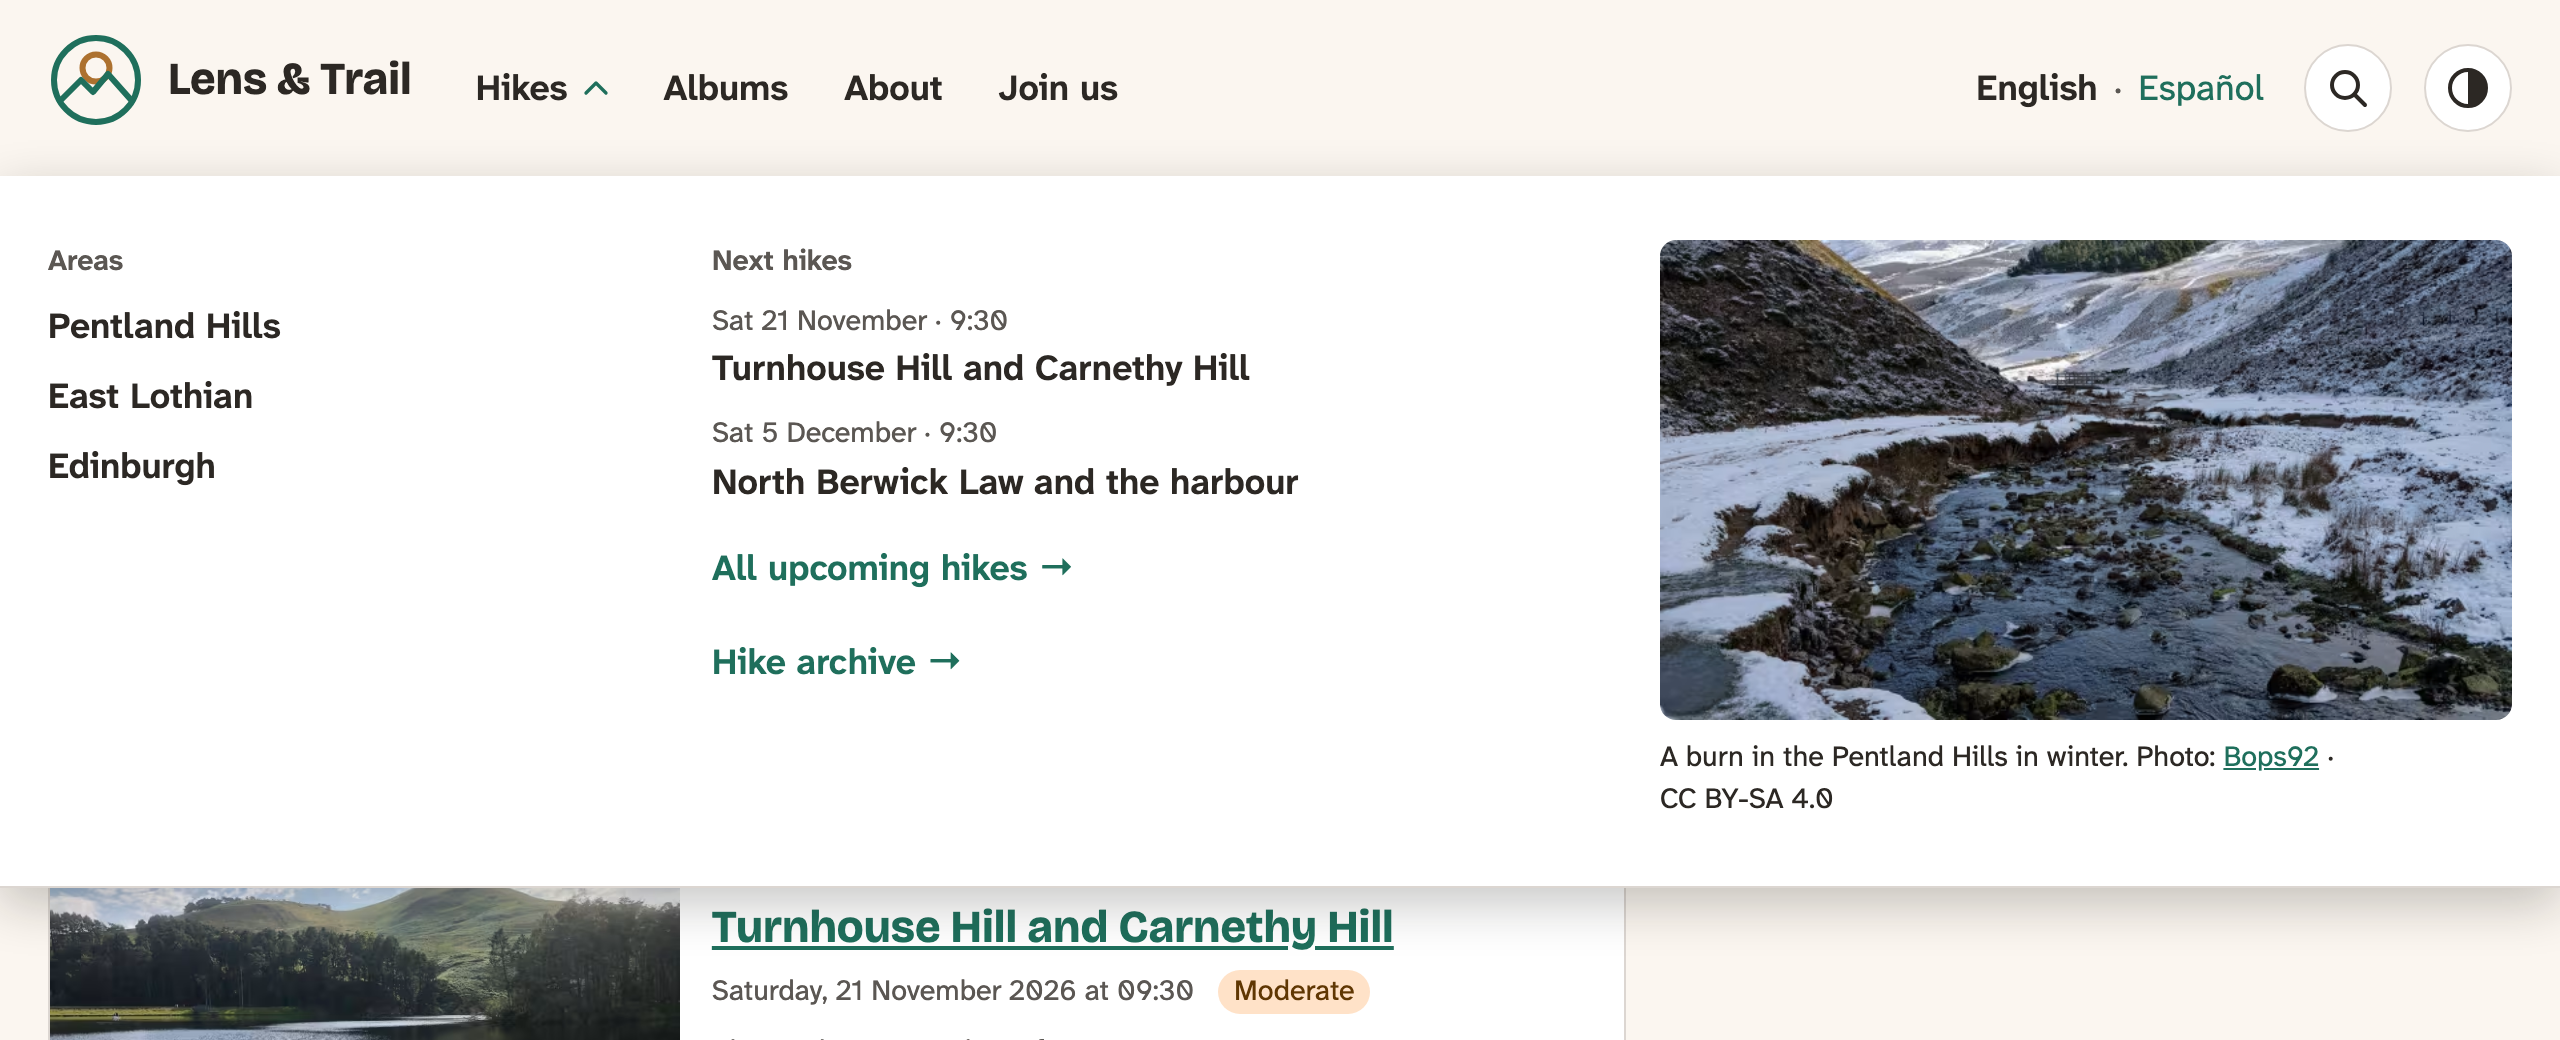 Lens & Trail
Hikes
Albums
About
Join us
English · Español
Areas
Pentland Hills
East Lothian
Edinburgh
Next hikes
Sat 21 November · 9:30
Turnhouse Hill and Carnethy Hill
Sat 5 December · 9:30
North Berwick Law and the harbour
All upcoming hikes →
Hike archive →
A burn in the Pentland Hills in winter. Photo: Bops92 ·
CC BY-SA 4.0
Turnhouse Hill and Carnethy Hill
Saturday, 21 November 2026 at 09:30
Moderate